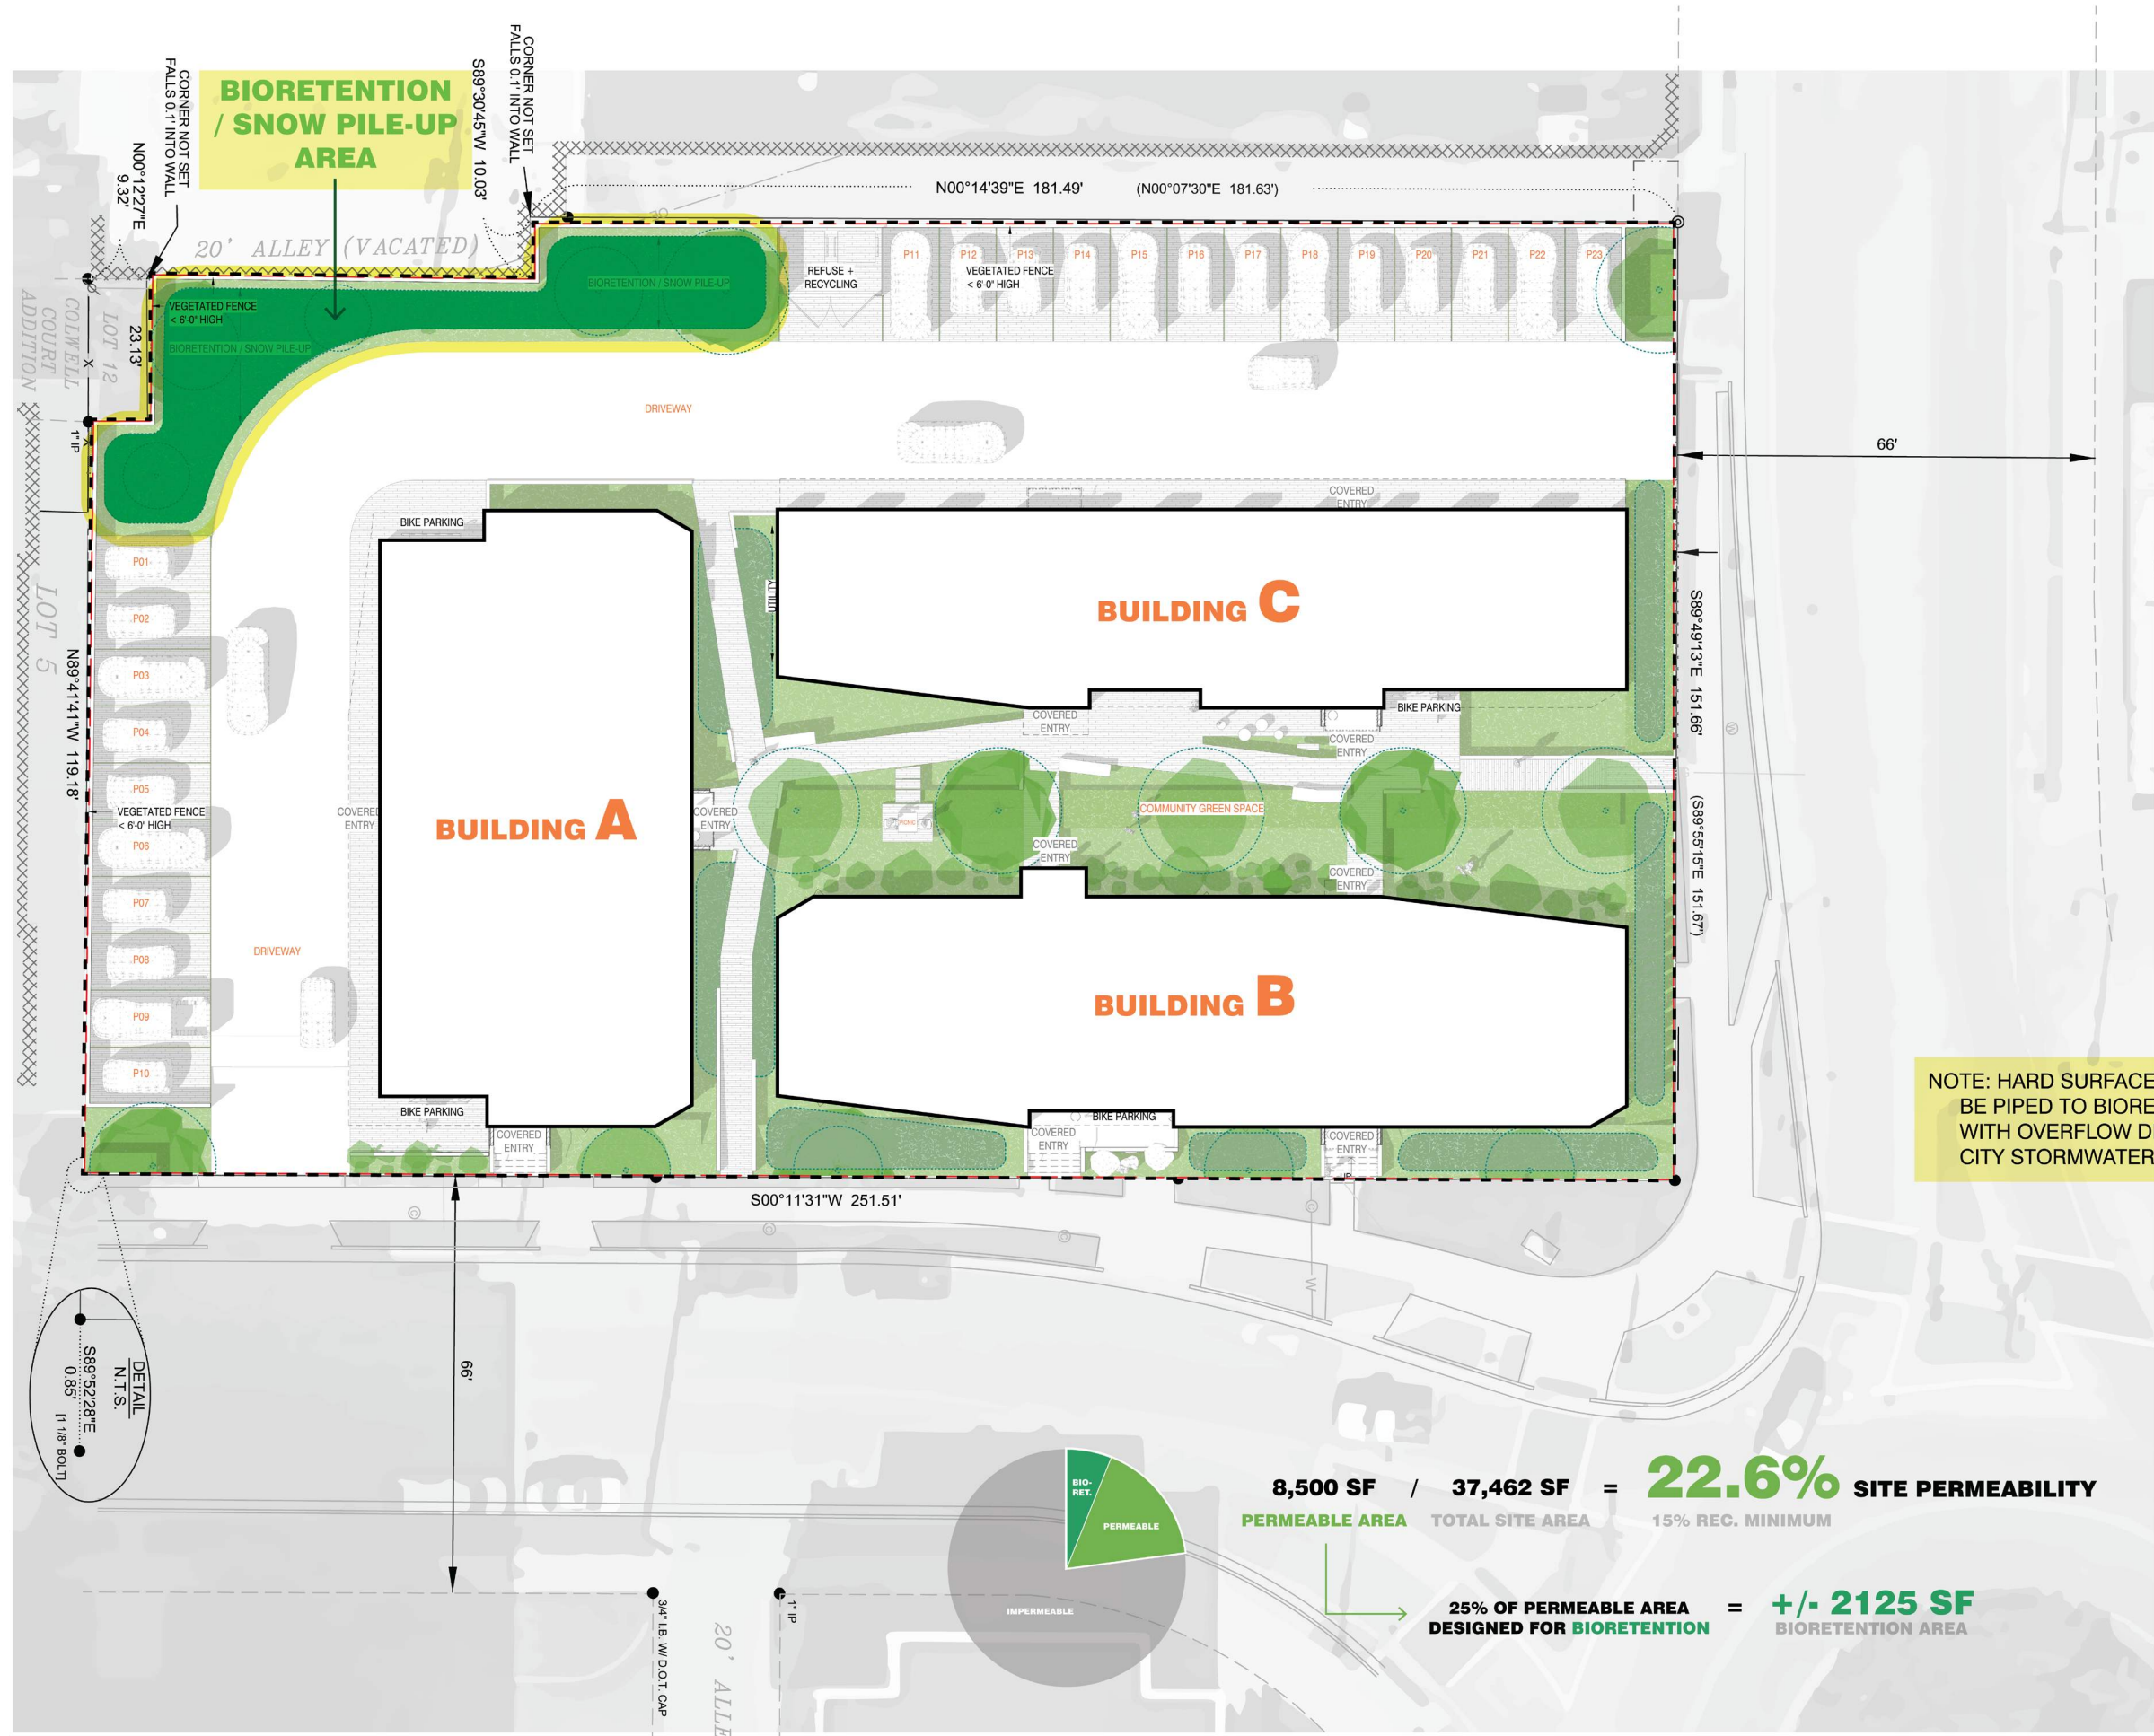 CORNER NOT SET
FALLS 0.1' INTO WALL
N00°12'27"E
9.32'
BIORETENTION
/ SNOW PILE-UP
AREA
S89°30'45"W 10.03'
CORNER NOT SET
FALLS 0.1' INTO WALL
N00°14'39"E 181.49' (N00°07'30"E 181.63')
20' ALLEY (VACATED)
30
BIORETENTION / SNOW PILE-UP
REFUSE +
RECYCLING
P11
P12
P13
P14
P15
P16
P17
P18
P19
P20
P21
P22
P23
VEGETATED FENCE
< 6'-0" HIGH
VEGETATED FENCE
< 6'-0" HIGH
BIORETENTION / SNOW PILE-UP
23.13'
LOT 12
COLWELL
COURT
ADDITION
X
1" IP
DRIVEWAY
66'
BIKE PARKING
COVERED
ENTRY
P01
P02
P03
P04
P05
P06
P07
P08
P09
P10
LOT 5
N89°41'41"W 119.18'
VEGETATED FENCE
< 6'-0" HIGH
DRIVEWAY
COVERED
ENTRY
BUILDING A
COVERED
ENTRY
UTILITY
BUILDING C
COVERED
ENTRY
BIKE PARKING
COVERED
ENTRY
PICNIC
COMMUNITY GREEN SPACE
COVERED
ENTRY
COVERED
ENTRY
BUILDING B
S89°49'13"E 151.66'
(S89°55'15"E 151.67')
W
BIKE PARKING
COVERED
ENTRY
BIKE PARKING
COVERED
ENTRY
COVERED
ENTRY
UP
NOTE: HARD SURFACE
BE PIPED TO BIORE
WITH OVERFLOW D
CITY STORMWATER
S00°11'31"W 251.51'
W
DETAIL
N.T.S.
S89°52'28"E
0.85'
[1 1/8" BOLT]
66'
3/4" I.B. W/ D.O.T. CAP
20' ALLE
1" IP
BIO-
RET.
PERMEABLE
IMPERMEABLE
8,500 SF / 37,462 SF = 22.6% SITE PERMEABILITY
PERMEABLE AREA TOTAL SITE AREA 15% REC. MINIMUM
25% OF PERMEABLE AREA = +/- 2125 SF
DESIGNED FOR BIORETENTION BIORETENTION AREA